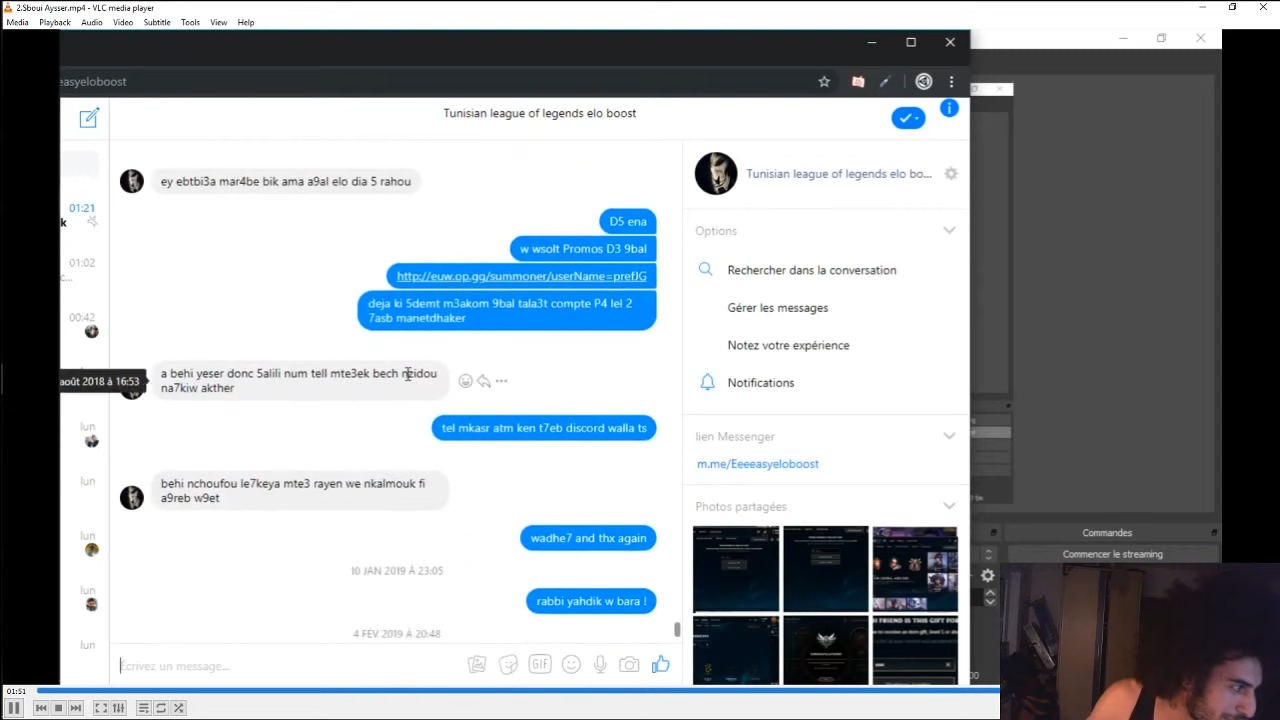 2.Sboui Aysser.mp4 - VLC media player
Media Playback Audio Video Subtitle Tools View Help
easyeloboost
Tunisian league of legends elo boost
01:21
k
01:02
c...
00:42
lun
lun
lun
lun
lun
ey ebtbi3a mar4be bik ama a9al elo dia 5 rahou
D5 ena
w wsolt Promos D3 9bal
http://euw.op.gg/summoner/userName=prefJG
deja ki 5demt m3akom 9bal tala3t compte P4 lel 2
7asb manetdhaker
août 2018 à 16:53
a behi yeser donc 5alili num tell mte3ek bech nzidou
na7kiw akther
tel mkasr atm ken t7eb discord walla ts
behi nchoufou le7keya mte3 rayen we nkalmouk fi
a9reb w9et
wadhe7 and thx again
10 JAN 2019 À 23:05
rabbi yahdik w bara !
4 FÉV 2019 À 20:48
Écrivez un message...
GIF
Tunisian league of legends elo bo...
Options
Rechercher dans la conversation
Gérer les messages
Notez votre expérience
Notifications
lien Messenger
m.me/Eeeeasyeloboost
Photos partagées
Commandes
Commencer le streaming
01:51